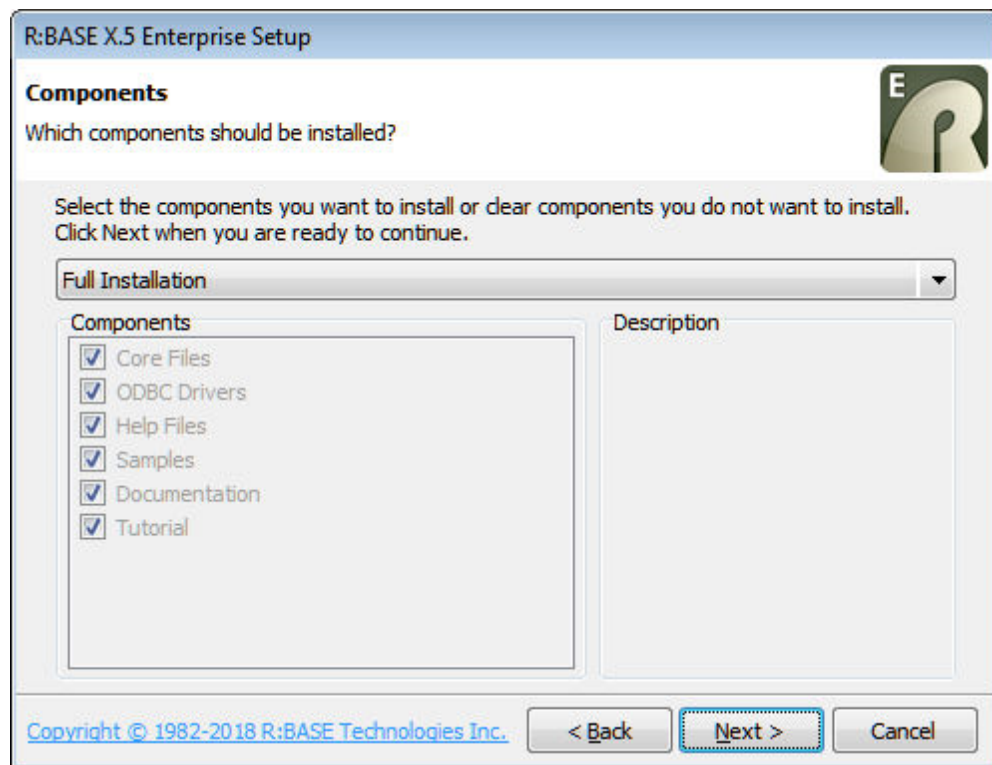 R:BASE X.5 Enterprise Setup
Components
Which components should be installed?
E
R
Select the components you want to install or clear components you do not want to install.
Click Next when you are ready to continue.
Full Installation
Components
Description
Core Files
ODBC Drivers
Help Files
Samples
Documentation
Tutorial
Copyright © 1982-2018 R:BASE Technologies Inc.
< Back
Next >
Cancel